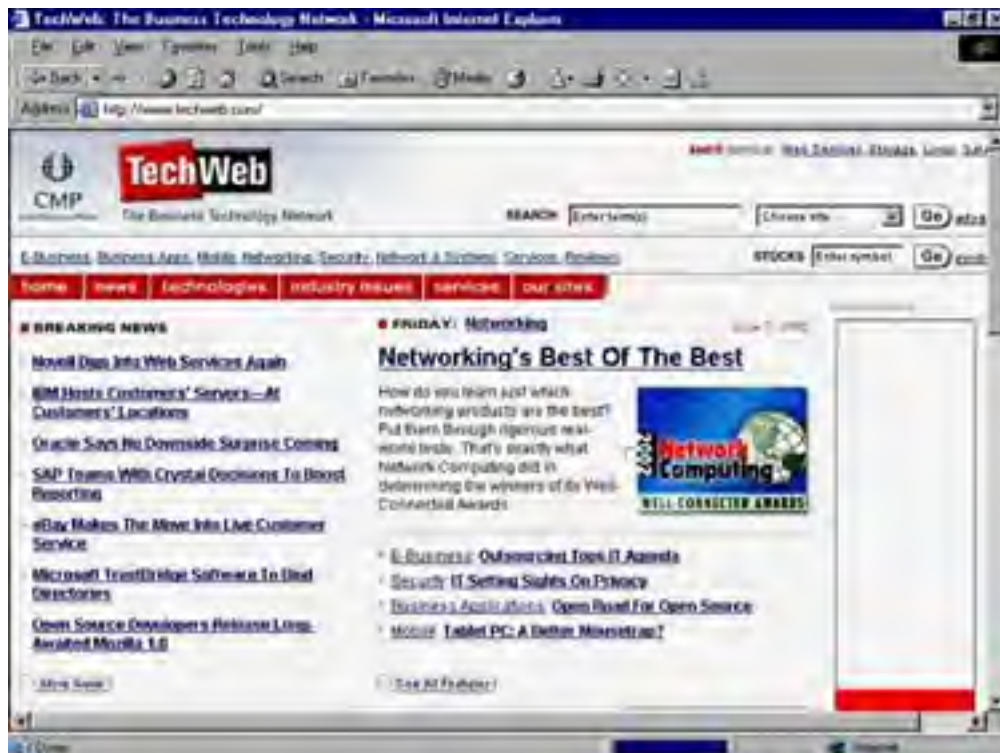 TechWeb: The Business Technology Network - Microsoft Internet Explorer
File Edit View Favorites Tools Help
Back Search Favorites Media
Address http://www.techweb.com/
CMP
TechWeb
The Business Technology Network
SEARCH Enter term(s) Choose site Go
E-Business, Business Apps, Mobile, Networking, Security, Network & Systems, Services, Reviews
STOCKS Enter symbol Go
home news technologies industry issues services our sites
BREAKING NEWS
Novell Digs Into Web Services Again
IBM Hosts Customers' Servers—At
Customers' Locations
Oracle Says No Downside Surprise Coming
SAP Teams With Crystal Decisions To Boost
Reporting
eBay Makes The Move Into Live Customer
Service
Microsoft TrustBridge Software To Bind
Directories
Open Source Developers Release Long-
Awaited Mozilla 1.0
More News
FRIDAY: Networking
Networking's Best Of The Best
How do you learn just which
networking products are the best?
Put them through rigorous real-
world tests. That's exactly what
Network Computing did in
determining the winners of its Well-
Connected Awards
Network
Computing
WELL CONNECTED AWARDS
E-Business: Outsourcing Tops IT Agenda
Security: IT Setting Sights On Privacy
Business Applications: Open Road For Open Source
Mobile: Tablet PC: A Better Mousetrap?
See All Features
Done
Internet